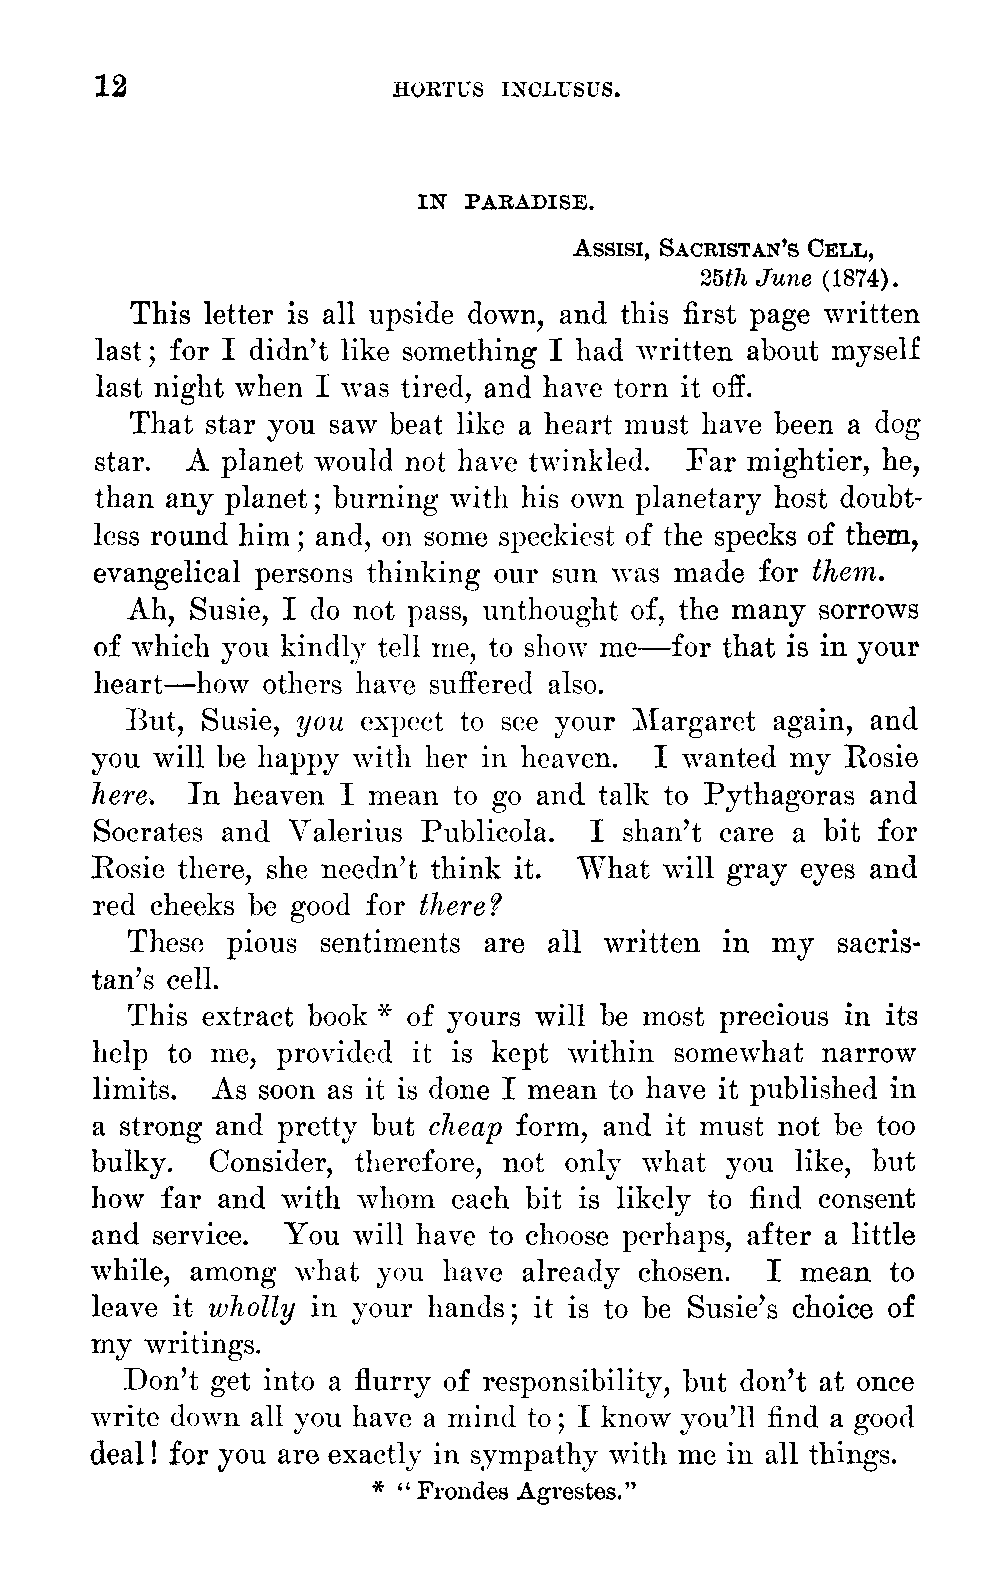 12 HORTUS INCLUSUS.
IN PARADISE.
ASSISI, SACRISTAN'S CELL,
25th June (1874).
This letter is all upside down, and this first page written
last; for I didn't like something I had written about myself
last night when I was tired, and have torn it off.
That star you saw beat like a heart must have been a dog
star. A planet would not have twinkled. Far mightier, he,
than any planet; burning with his own planetary host doubt-
less round him; and, on some speckiest of the specks of them,
evangelical persons thinking our sun was made for them.
Ah, Susie, I do not pass, unthought of, the many sorrows
of which you kindly tell me, to show me—for that is in your
heart—how others have suffered also.
But, Susie, you expect to see your Margaret again, and
you will be happy with her in heaven. I wanted my Rosie
here. In heaven I mean to go and talk to Pythagoras and
Socrates and Valerius Publicola. I shan't care a bit for
Rosie there, she needn't think it. What will gray eyes and
red cheeks be good for there?
These pious sentiments are all written in my sacris-
tan's cell.
This extract book * of yours will be most precious in its
help to me, provided it is kept within somewhat narrow
limits. As soon as it is done I mean to have it published in
a strong and pretty but cheap form, and it must not be too
bulky. Consider, therefore, not only what you like, but
how far and with whom each bit is likely to find consent
and service. You will have to choose perhaps, after a little
while, among what you have already chosen. I mean to
leave it wholly in your hands; it is to be Susie's choice of
my writings.
Don't get into a flurry of responsibility, but don't at once
write down all you have a mind to; I know you'll find a good
deal! for you are exactly in sympathy with me in all things.
* "Frondes Agrestes."